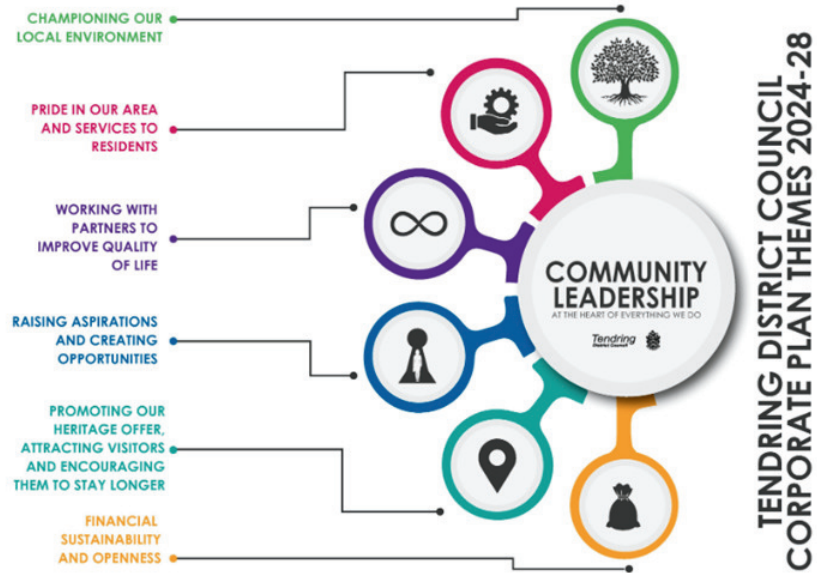 CHAMPIONING OUR
LOCAL ENVIRONMENT
PRIDE IN OUR AREA
AND SERVICES TO
RESIDENTS
WORKING WITH
PARTNERS TO
IMPROVE QUALITY
OF LIFE
RAISING ASPIRATIONS
AND CREATING
OPPORTUNITIES
PROMOTING OUR
HERITAGE OFFER,
ATTRACTING VISITORS
AND ENCOURAGING
THEM TO STAY LONGER
FINANCIAL
SUSTAINABILITY
AND OPENNESS
COMMUNITY
LEADERSHIP
AT THE HEART OF EVERYTHING WE DO
Tendring
District Council
TENDRING DISTRICT COUNCIL
CORPORATE PLAN THEMES 2024-28